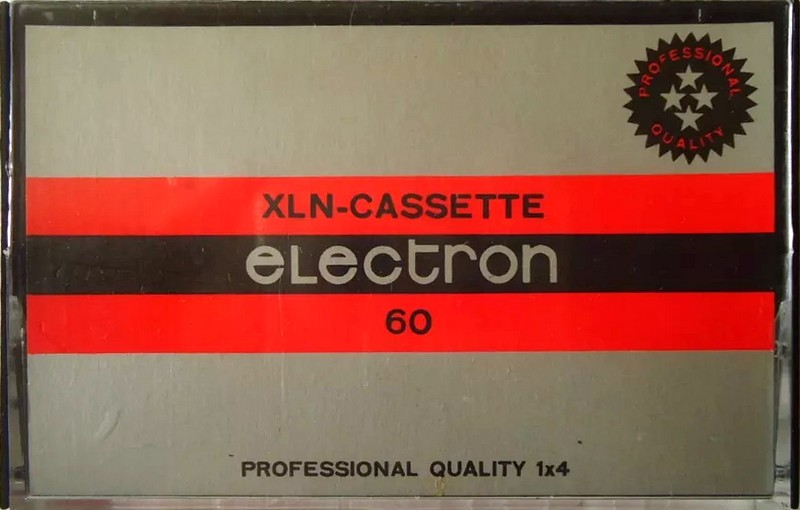 PROFESSIONAL
QUALITY
XLN-CASSETTE
eLectron
60
PROFESSIONAL QUALITY 1x4